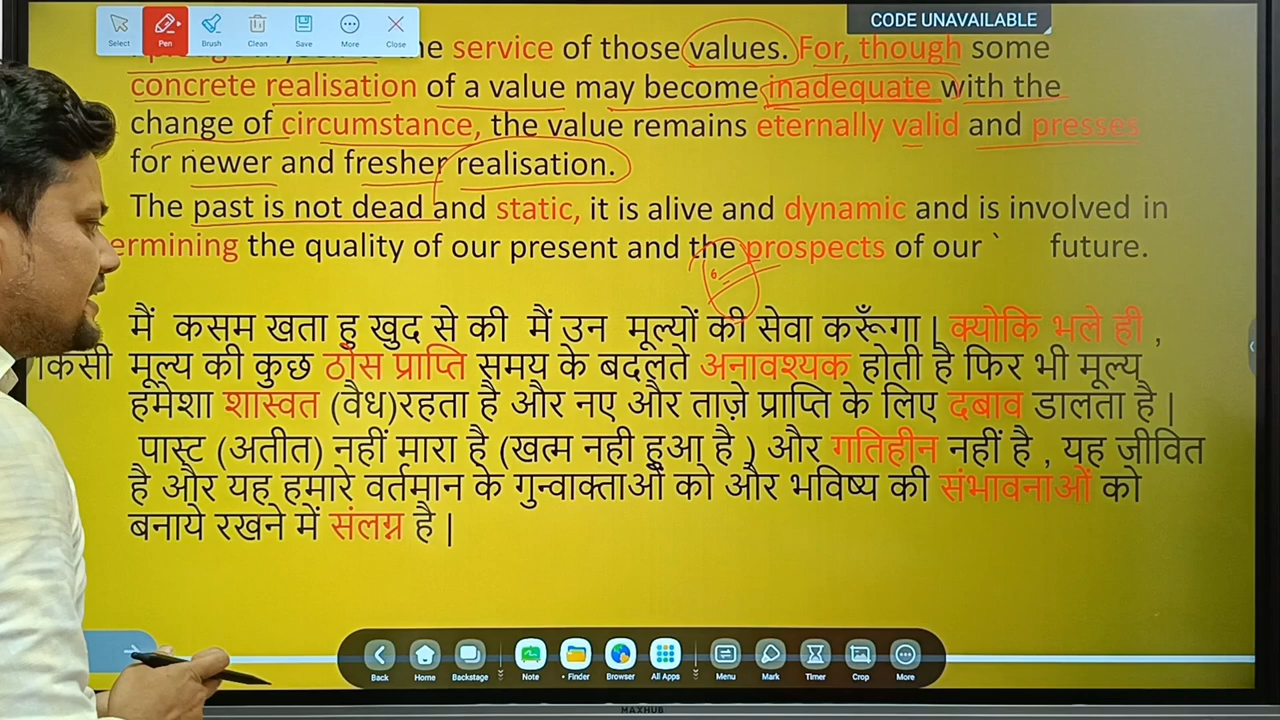 Select Pen Brush Clean Save More Close
CODE UNAVAILABLE
the service of those values. For, though some
concrete realisation of a value may become inadequate with the
change of circumstance, the value remains eternally valid and presses
for newer and fresher realisation.
The past is not dead and static, it is alive and dynamic and is involved in
ermining the quality of our present and the prospects of our ` future.
6
मैं कसम खता हु खुद से की मैं उन मूल्यों की सेवा करूँगा | क्योकि भले ही ,
किसी मूल्य की कुछ ठोस प्राप्ति समय के बदलते अनावश्यक होती है फिर भी मूल्य
हमेशा शास्वत (वैध)रहता है और नए और ताज़े प्राप्ति के लिए दबाव डालता है |
पास्ट (अतीत) नहीं मारा है (खत्म नही हुआ है ) और गतिहीन नहीं है , यह जीवित
है और यह हमारे वर्तमान के गुन्वाक्ताओं को और भविष्य की संभावनाओं को
बनाये रखने में संलग्न है |
Back Home Backstage Note Finder Browser All Apps Menu Mark Timer Crop More
MAXHUB